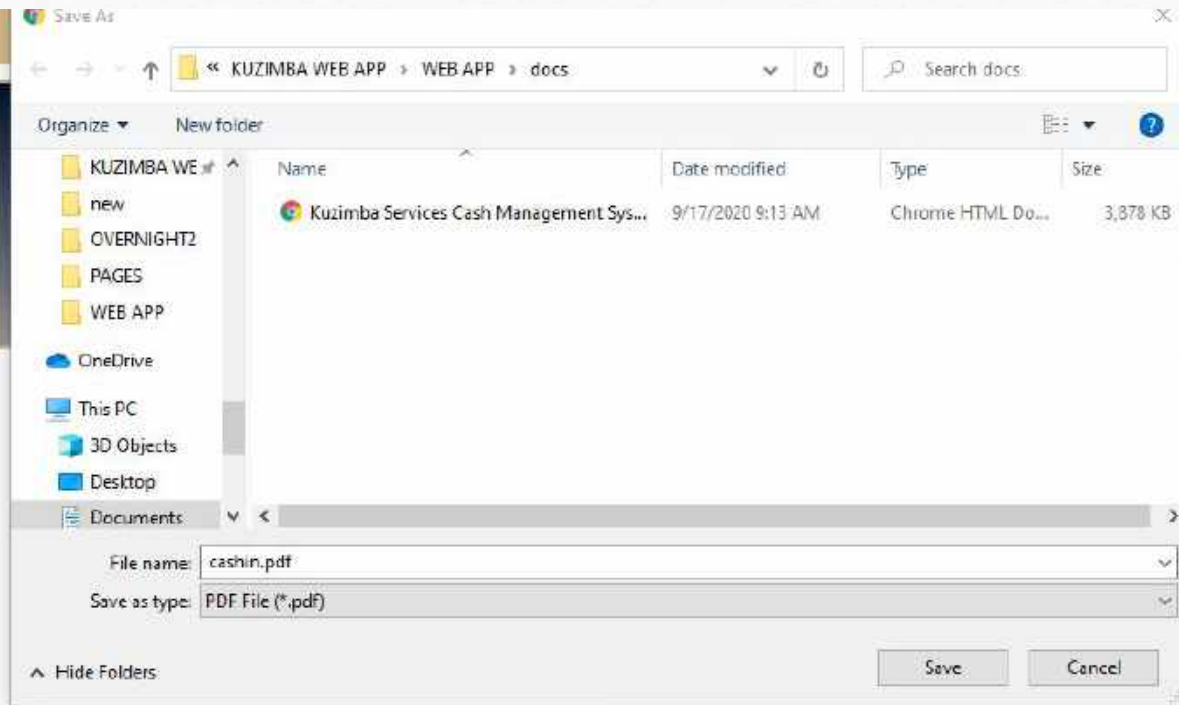 Save As
« KUZIMBA WEB APP › WEB APP › docs
Search docs
Organize
New folder
Name
Date modified
Type
Size
KUZIMBA WE
Kuzimba Services Cash Management Sys...
9/17/2020 9:13 AM
Chrome HTML Do...
3,878 KB
new
OVERNIGHT2
PAGES
WEB APP
OneDrive
This PC
3D Objects
Desktop
Documents
File name: cashin.pdf
Save as type: PDF File (*.pdf)
Hide Folders
Save
Cancel